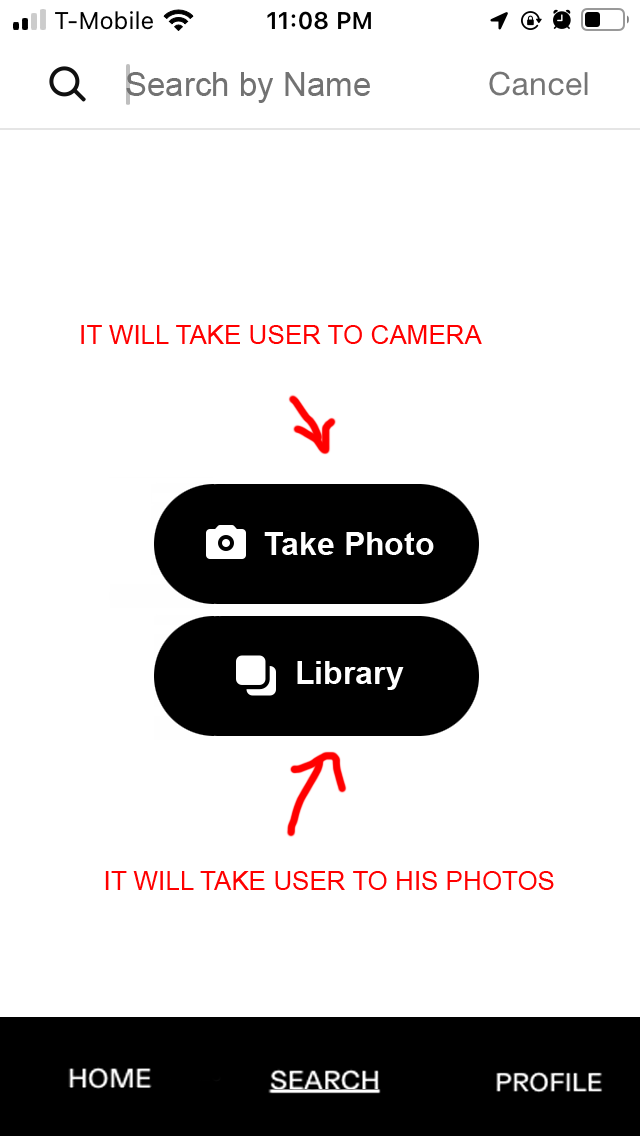 T-Mobile 11:08 PM
Search by Name Cancel
IT WILL TAKE USER TO CAMERA
Take Photo
Library
IT WILL TAKE USER TO HIS PHOTOS
HOME SEARCH PROFILE